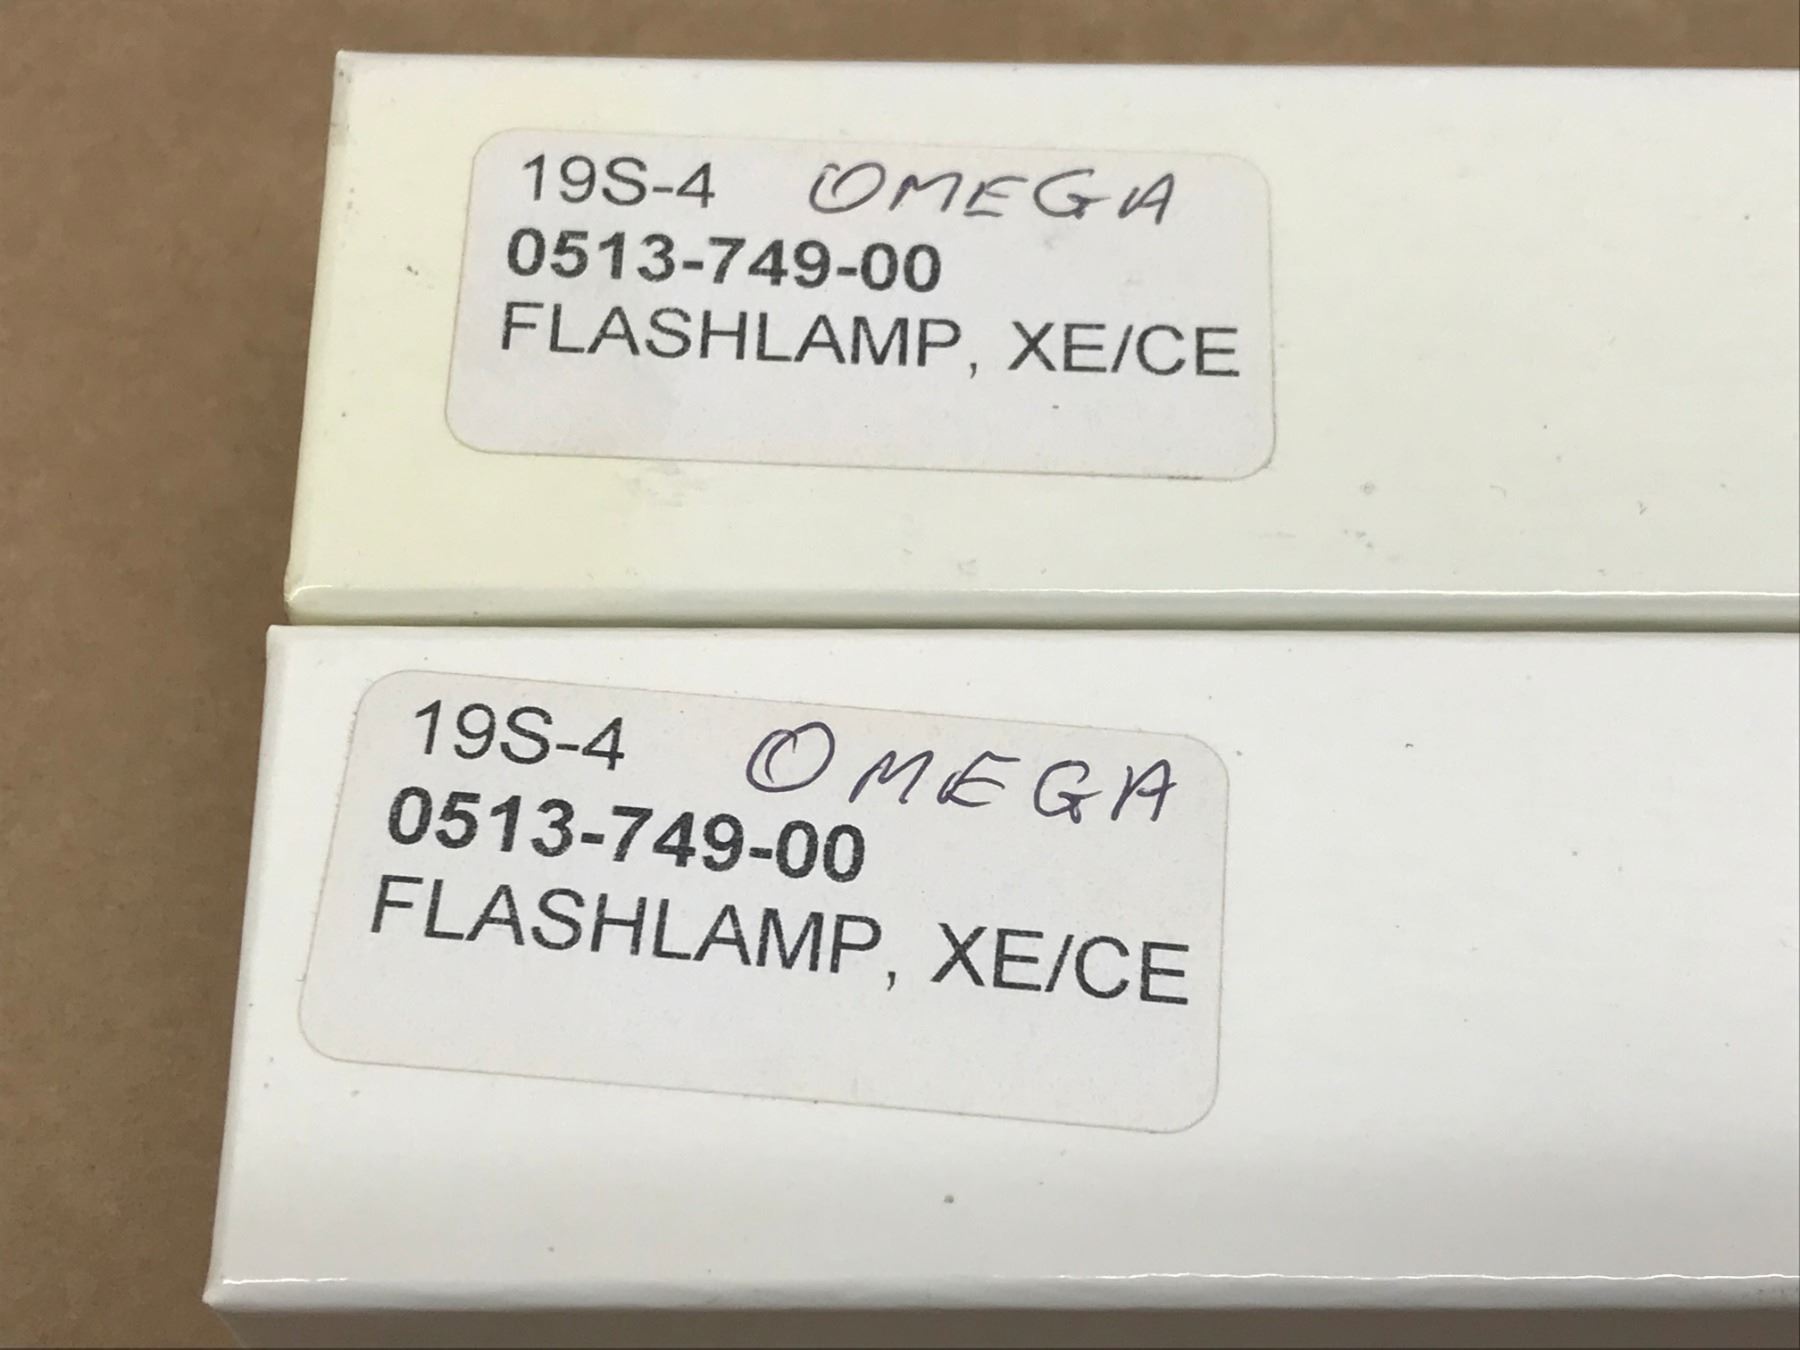 19S-4 OMEGA
0513-749-00
FLASHLAMP, XE/CE
19S-4 OMEGA
0513-749-00
FLASHLAMP, XE/CE